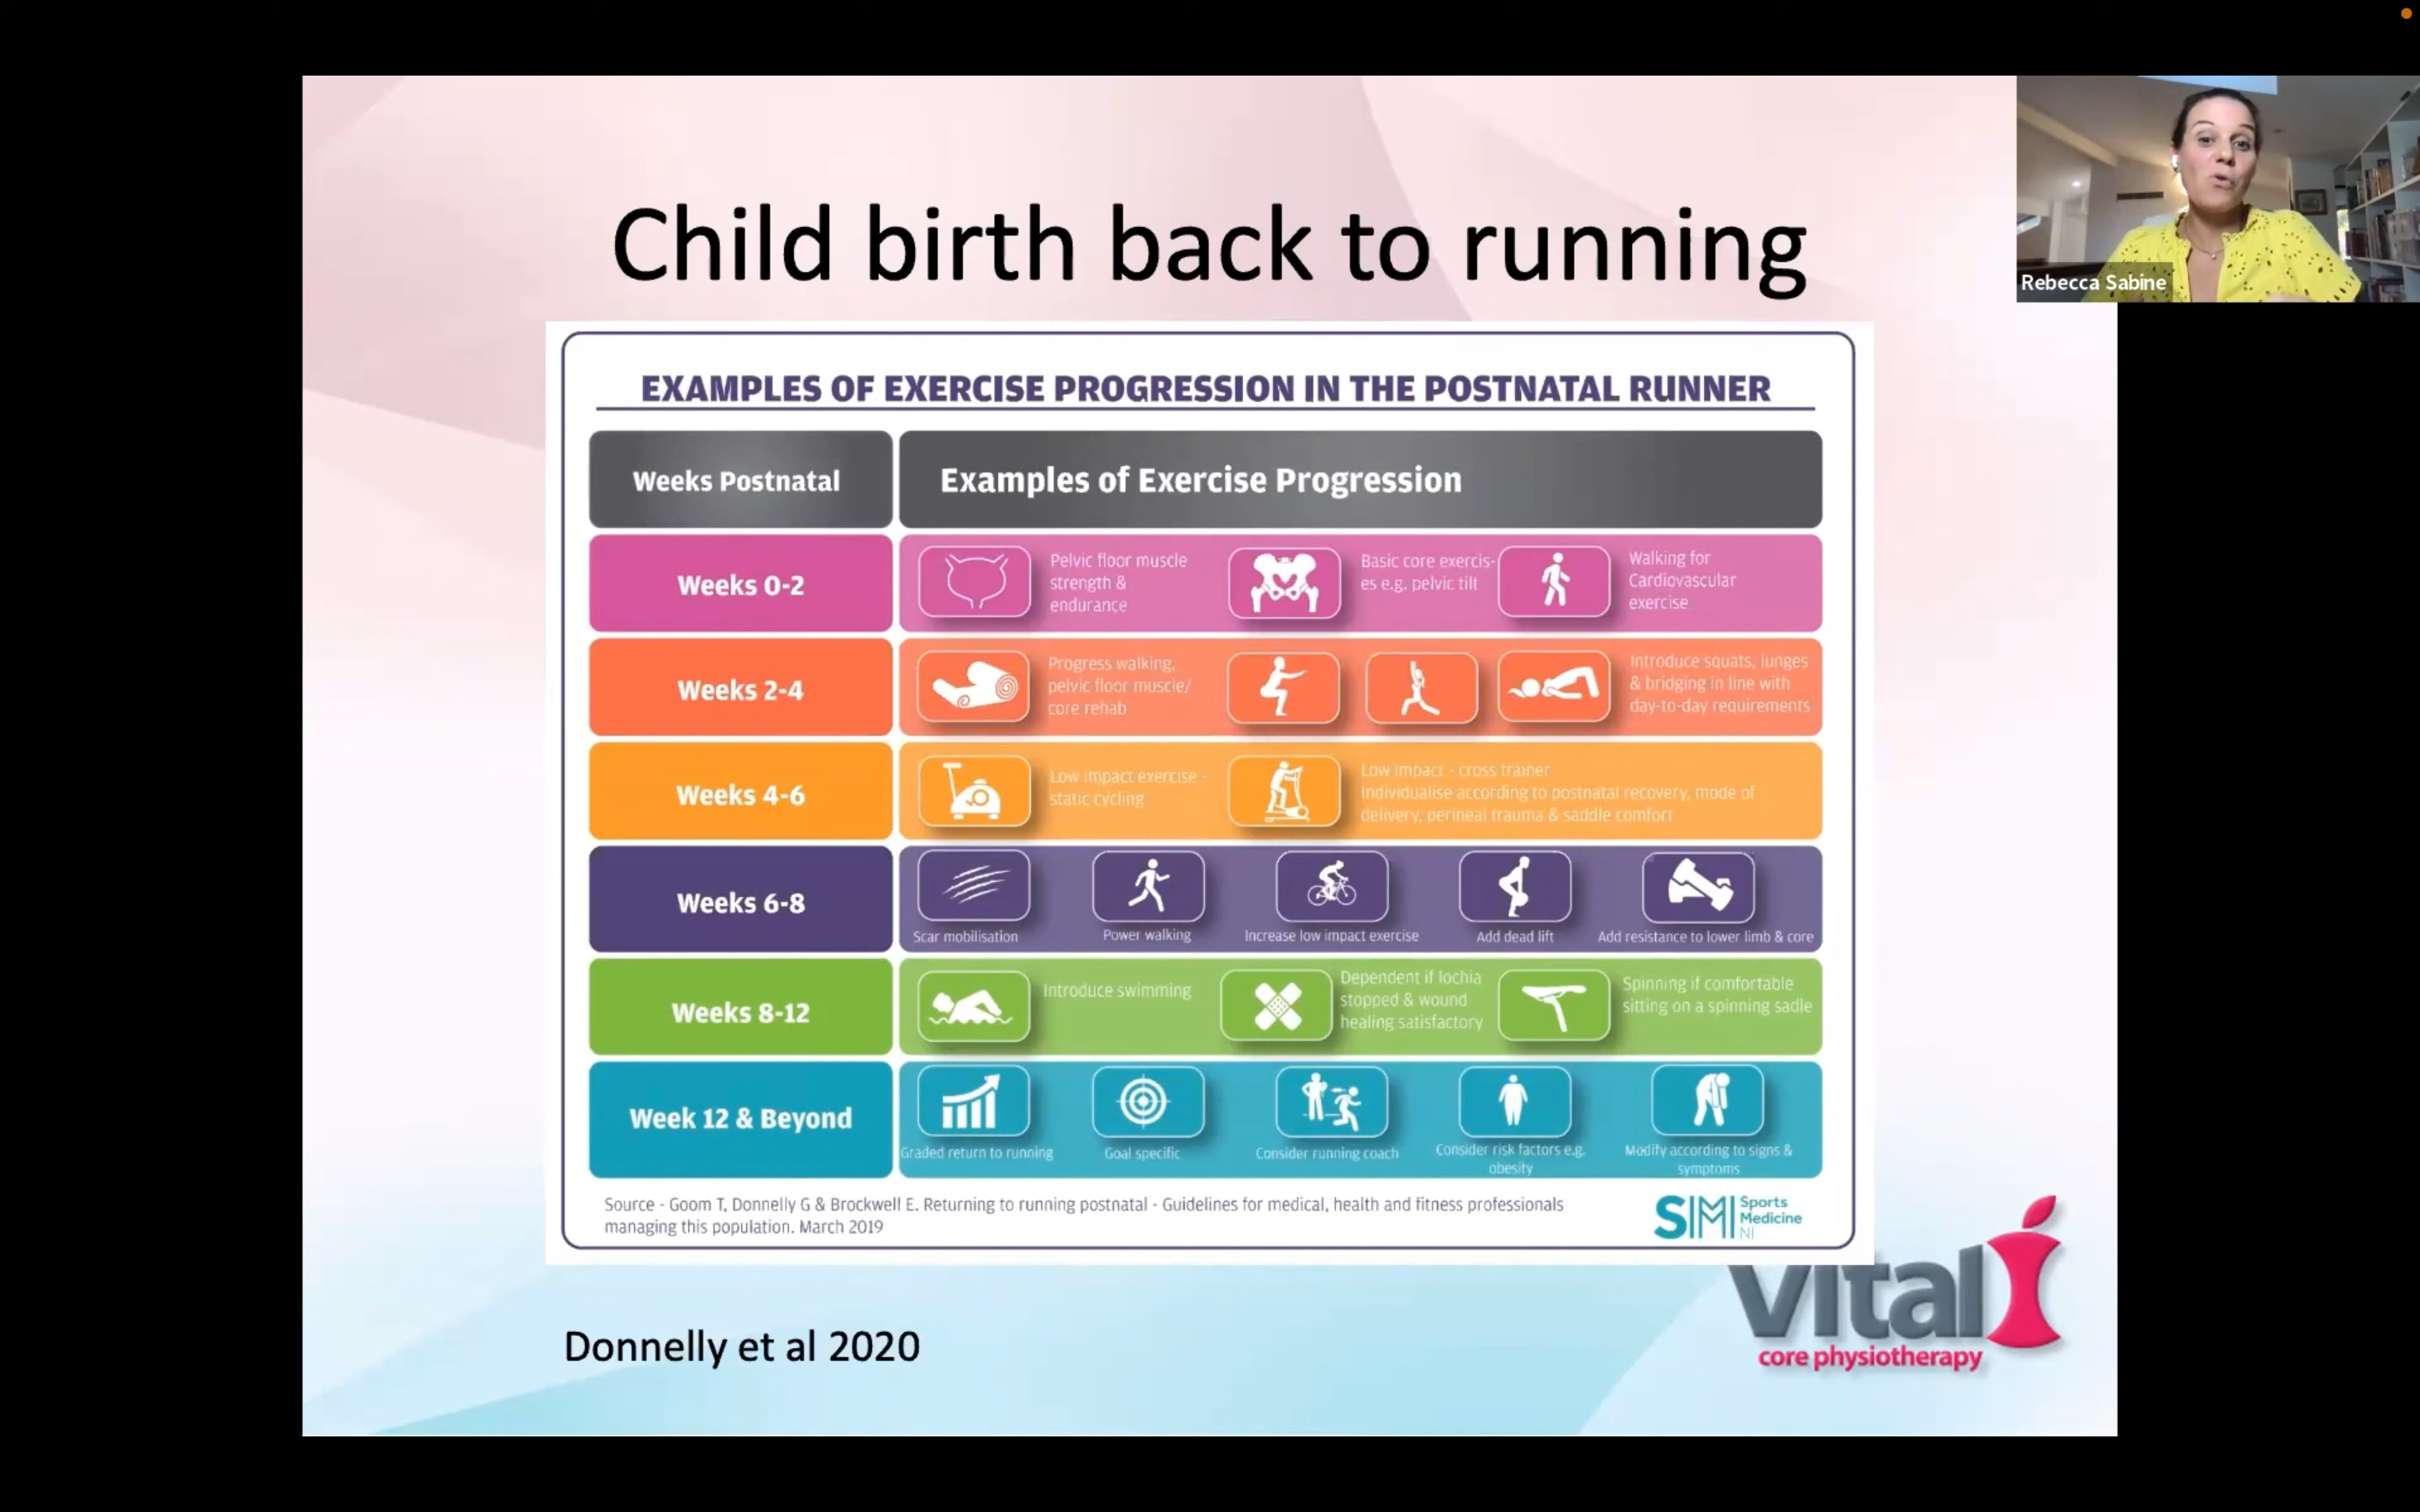 Child birth back to running
Rebecca Sabine
EXAMPLES OF EXERCISE PROGRESSION IN THE POSTNATAL RUNNER
Weeks Postnatal
Examples of Exercise Progression
Weeks 0-2
Pelvic floor muscle
strength &
endurance
Basic core exercis-
es e.g. pelvic tilt
Walking for
Cardiovascular
exercise
Weeks 2-4
Progress walking,
pelvic floor muscle/
core rehab
Introduce squats, lunges
& bridging in line with
day-to-day requirements
Weeks 4-6
Low impact exercise -
static cycling
Low impact - cross trainer
Individualise according to postnatal recovery, mode of
delivery, perineal trauma & saddle comfort
Weeks 6-8
Scar mobilisation
Power walking
Increase low impact exercise
Add dead lift
Add resistance to lower limb & core
Weeks 8-12
Introduce swimming
Dependent if lochia
stopped & wound
healing satisfactory
Spinning if comfortable
sitting on a spinning sadle
Week 12 & Beyond
Graded return to running
Goal specific
Consider running coach
Consider risk factors e.g.
obesity
Modify according to signs &
symptoms
Source - Goom T, Donnelly G & Brockwell E. Returning to running postnatal - Guidelines for medical, health and fitness professionals
managing this population. March 2019
SIMI
Sports
Medicine
NI
Donnelly et al 2020
vital
core physiotherapy